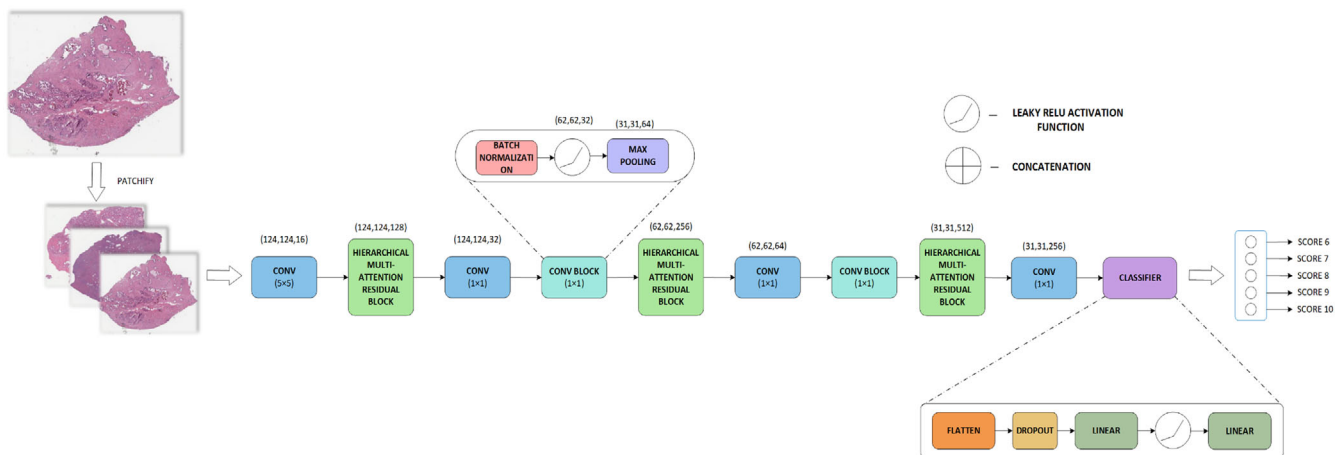 PATCHIFY
(124,124,16)
CONV
(5×5)
(124,124,128)
HIERARCHICAL
MULTI-
ATTENTION
RESIDUAL
BLOCK
(124,124,32)
CONV
(1×1)
(62,62,32)
(31,31,64)
BATCH
NORMALIZATI
ON
MAX
POOLING
CONV BLOCK
(1×1)
(62,62,256)
HIERARCHICAL
MULTI-
ATTENTION
RESIDUAL
BLOCK
(62,62,64)
CONV
(1×1)
CONV BLOCK
(1×1)
(31,31,512)
HIERARCHICAL
MULTI-
ATTENTION
RESIDUAL
BLOCK
(31,31,256)
CONV
(1×1)
CLASSIFIER
FLATTEN
DROPOUT
LINEAR
LINEAR
SCORE 6
SCORE 7
SCORE 8
SCORE 9
SCORE 10
– LEAKY RELU ACTIVATION
FUNCTION
– CONCATENATION